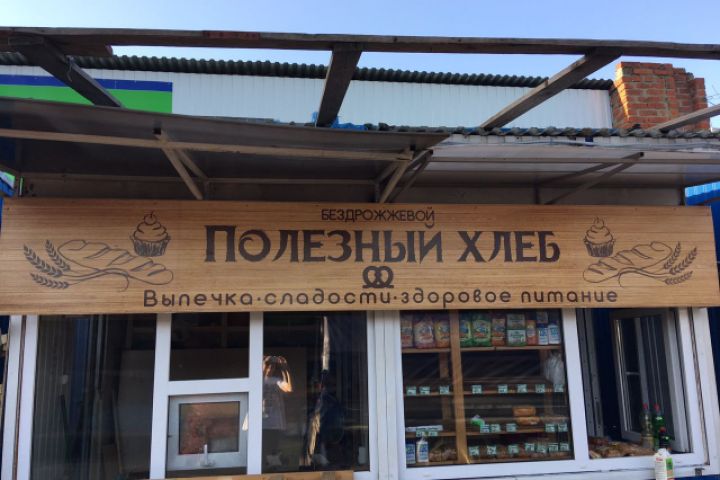 БЕЗДРОЖЖЕВОЙ
ПОЛЕЗНЫЙ ХЛЕБ
Выпечка·сладости·здоровое питание